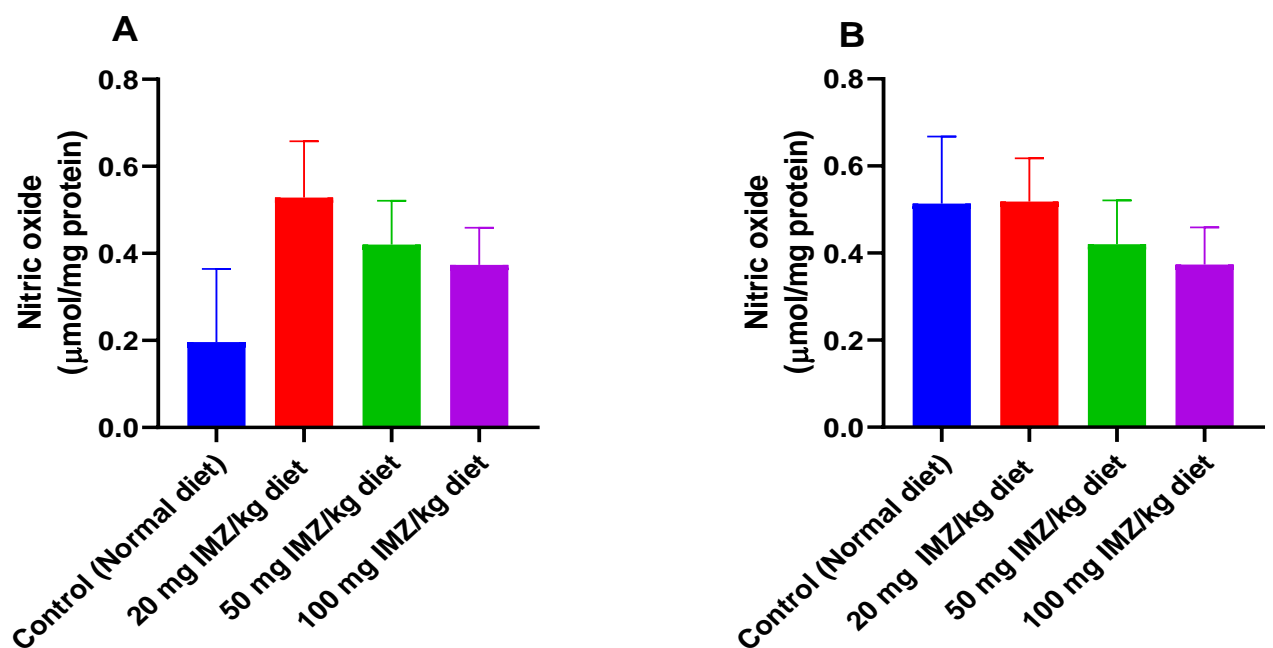 A
Nitric oxide
(μmol/mg protein)
0.8
0.6
0.4
0.2
0.0
Control (Normal diet)
20 mg IMZ/kg diet
50 mg IMZ/kg diet
100 mg IMZ/kg diet
B
Nitric oxide
(μmol/mg protein)
0.8
0.6
0.4
0.2
0.0
Control (Normal diet)
20 mg  IMZ/kg diet
50 mg IMZ/kg diet
100 mg IMZ/kg diet